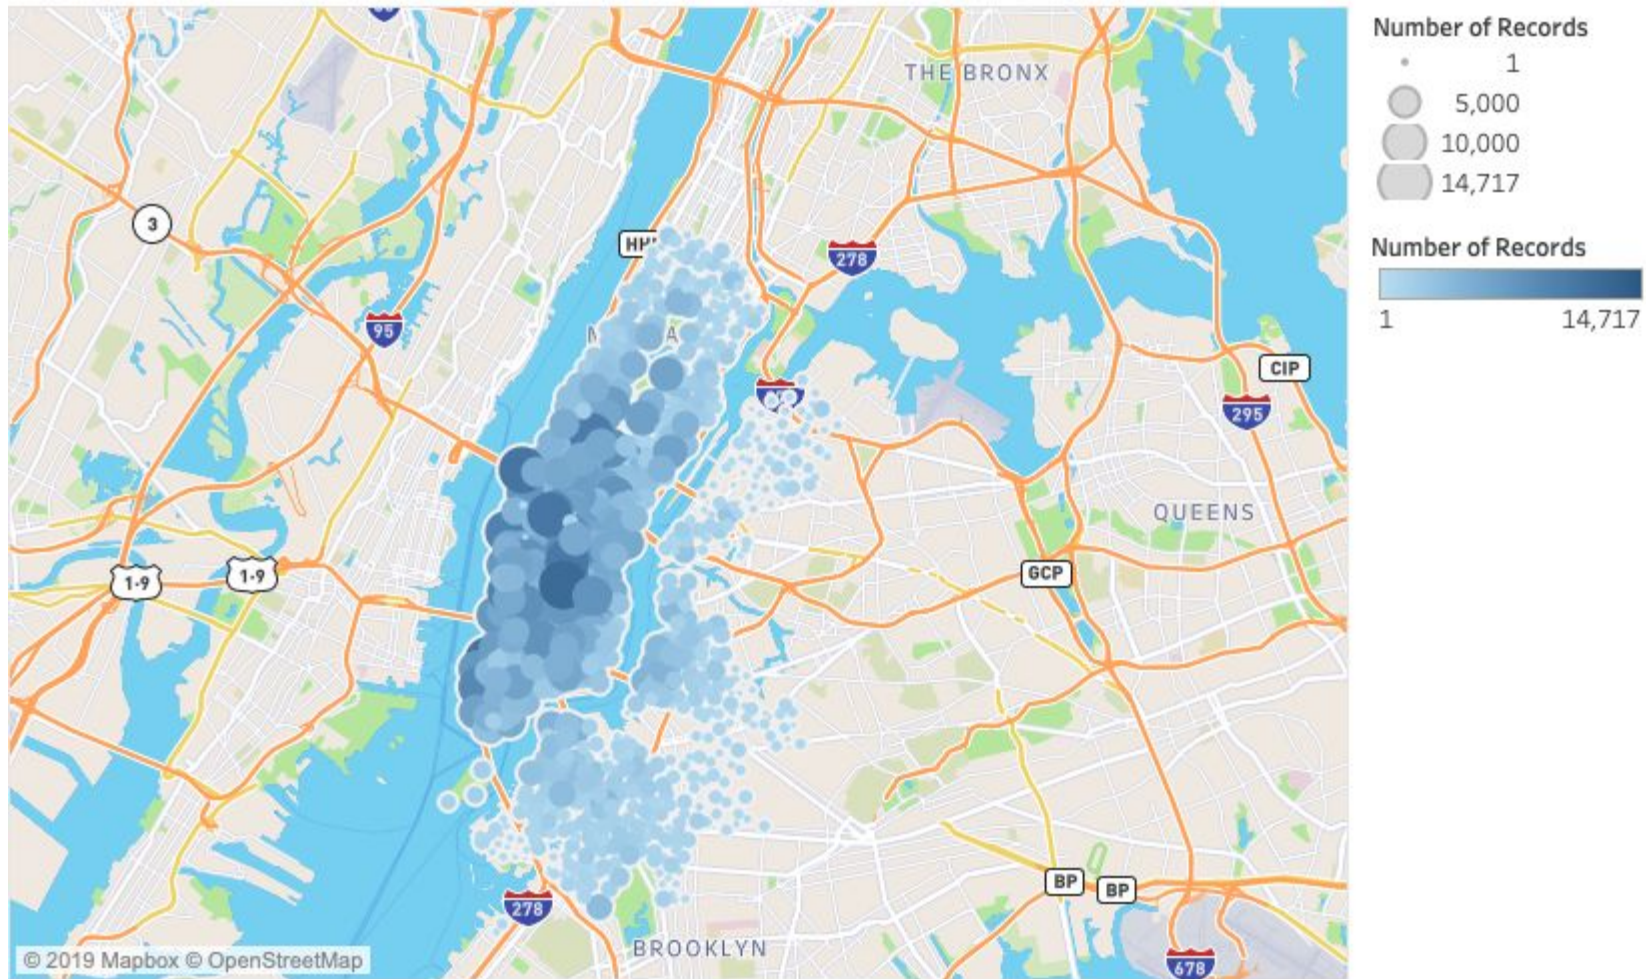 THE BRONX
Number of Records
1
5,000
10,000
14,717
Number of Records
1
14,717
3
278
95
CIP
295
QUEENS
1-9
1-9
GCP
BP
BP
278
BROOKLYN
678
© 2019 Mapbox © OpenStreetMap